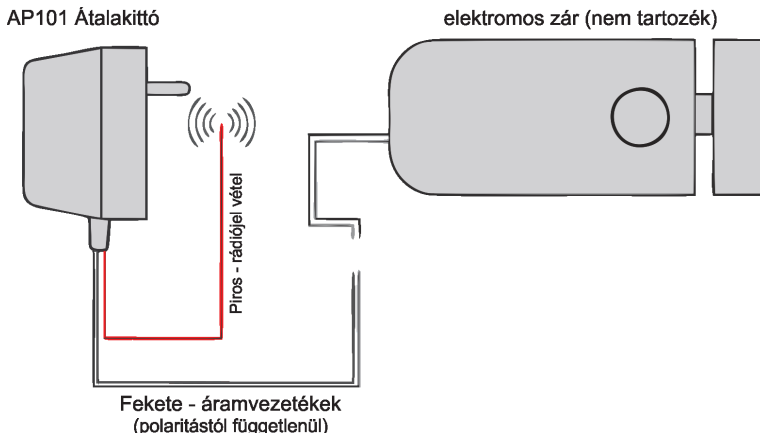 AP101 Átalakittó
elektromos zár (nem tartozék)
Piros - rádiójel vétel
Fekete - áramvezetékek
(polaritástól függetlenül)